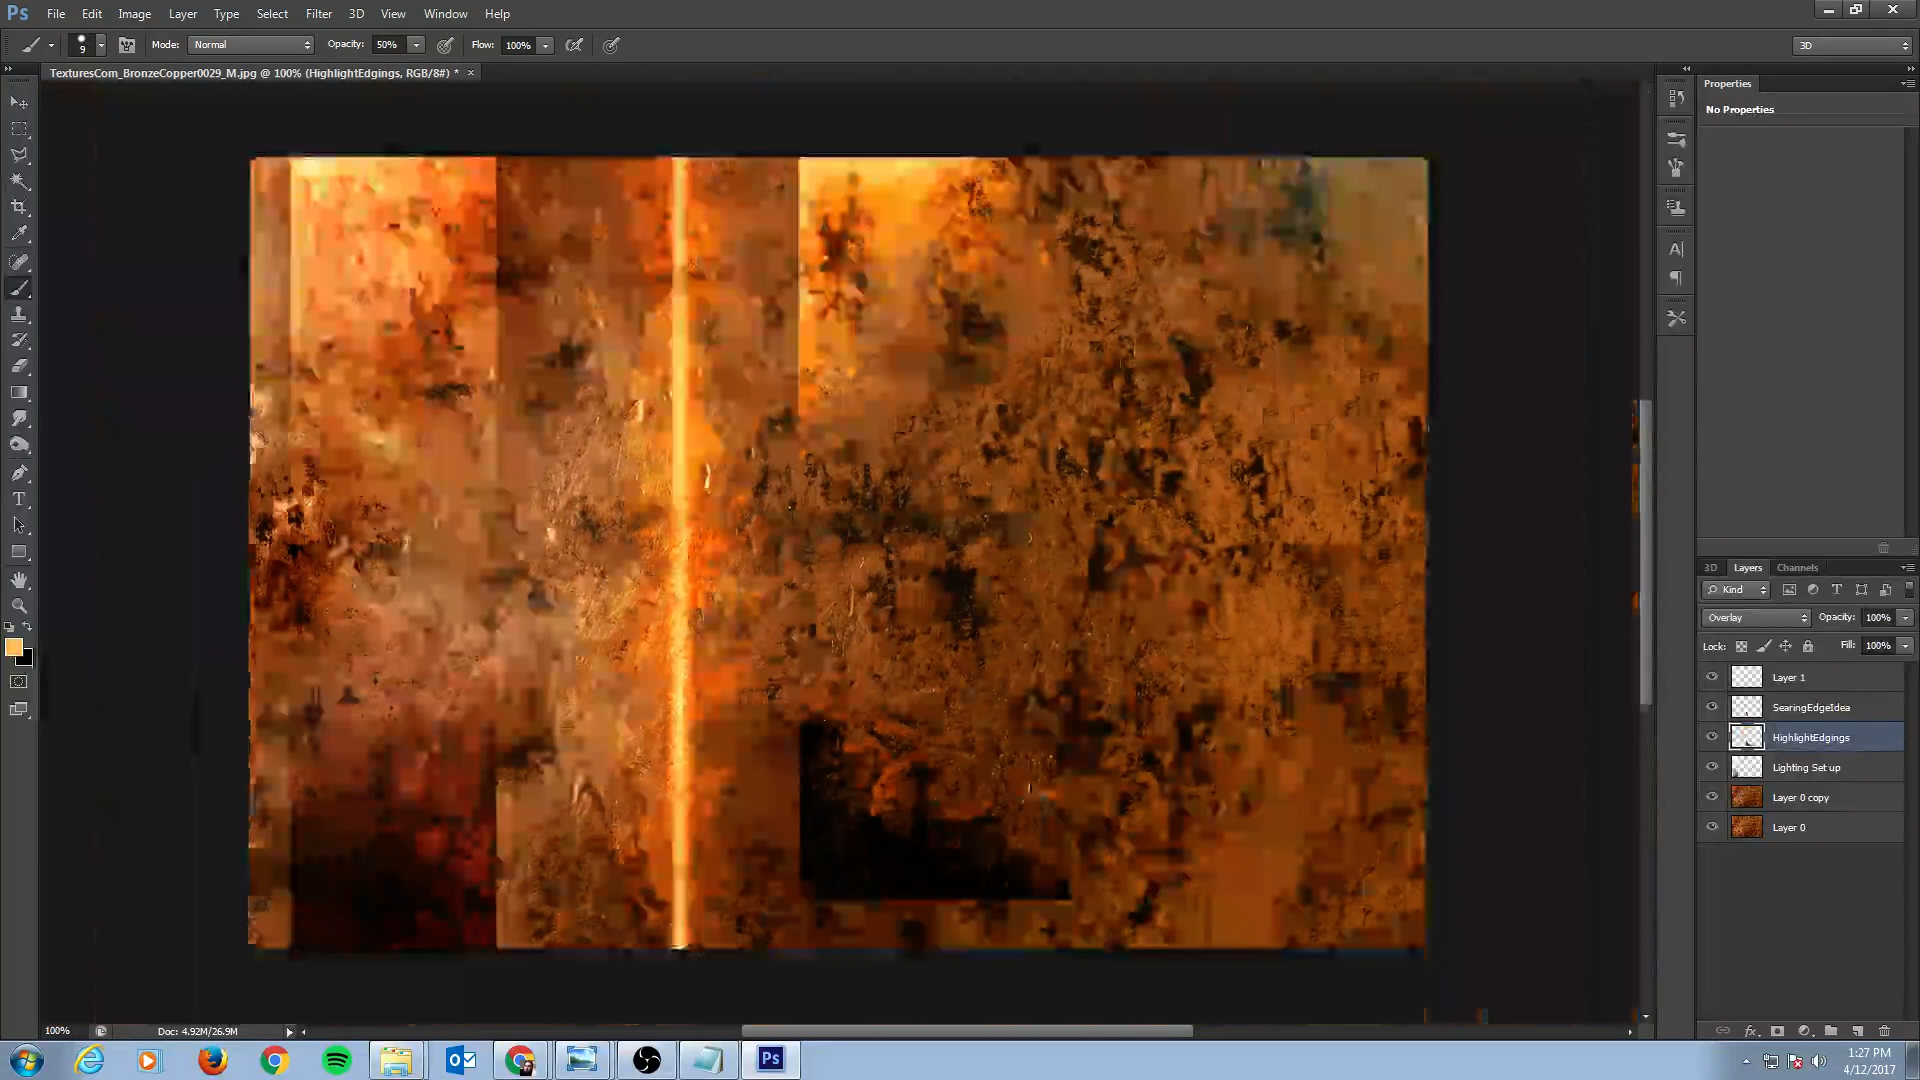 Ps File Edit Image Layer Type Select Filter 3D View Window Help
9 Mode: Normal Opacity: 50% Flow: 100% 3D
TexturesCom_BronzeCopper0029_M.jpg @ 100% (HighlightEdgings, RGB/8#) * ×
Properties
No Properties
3D Layers Channels
Kind
Overlay Opacity: 100%
Lock: Fill: 100%
Layer 1
SearingEdgeIdea
HighlightEdgings
Lighting Set up
Layer 0 copy
Layer 0
100% Doc: 4.92M/26.9M
Ps
1:27 PM
4/12/2017